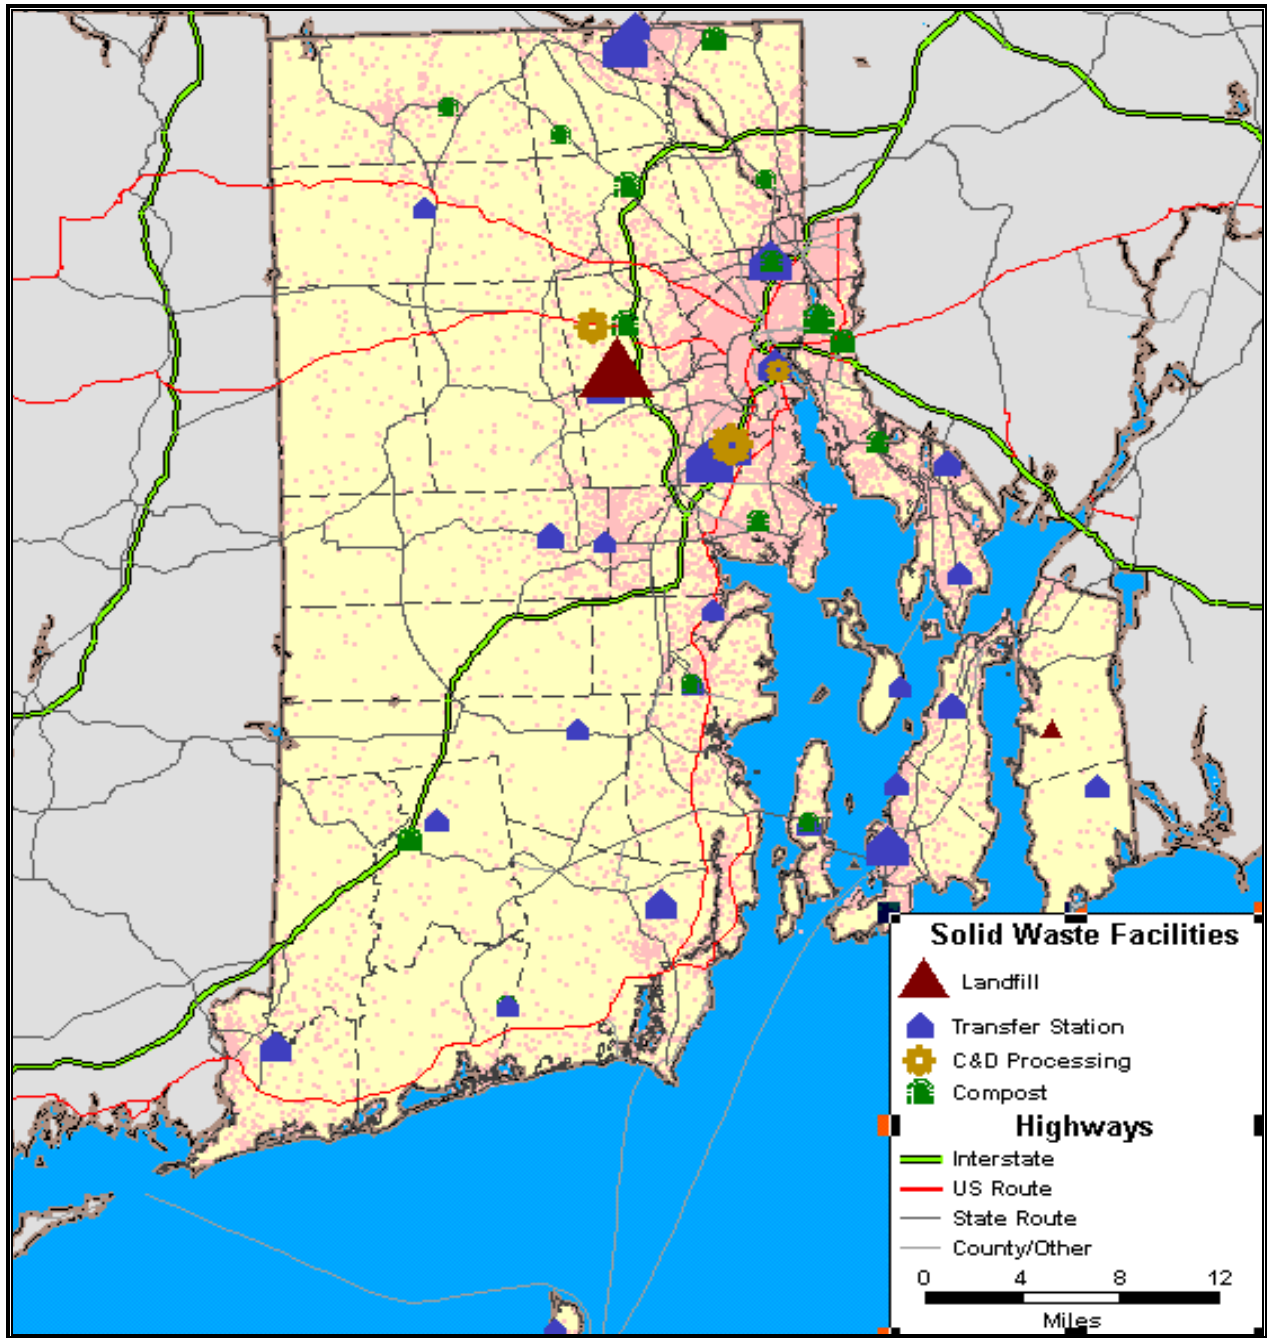 Solid Waste Facilities
Landfill
Transfer Station
C&D Processing
Compost
Highways
Interstate
US Route
State Route
County/Other
0 4 8 12
Miles